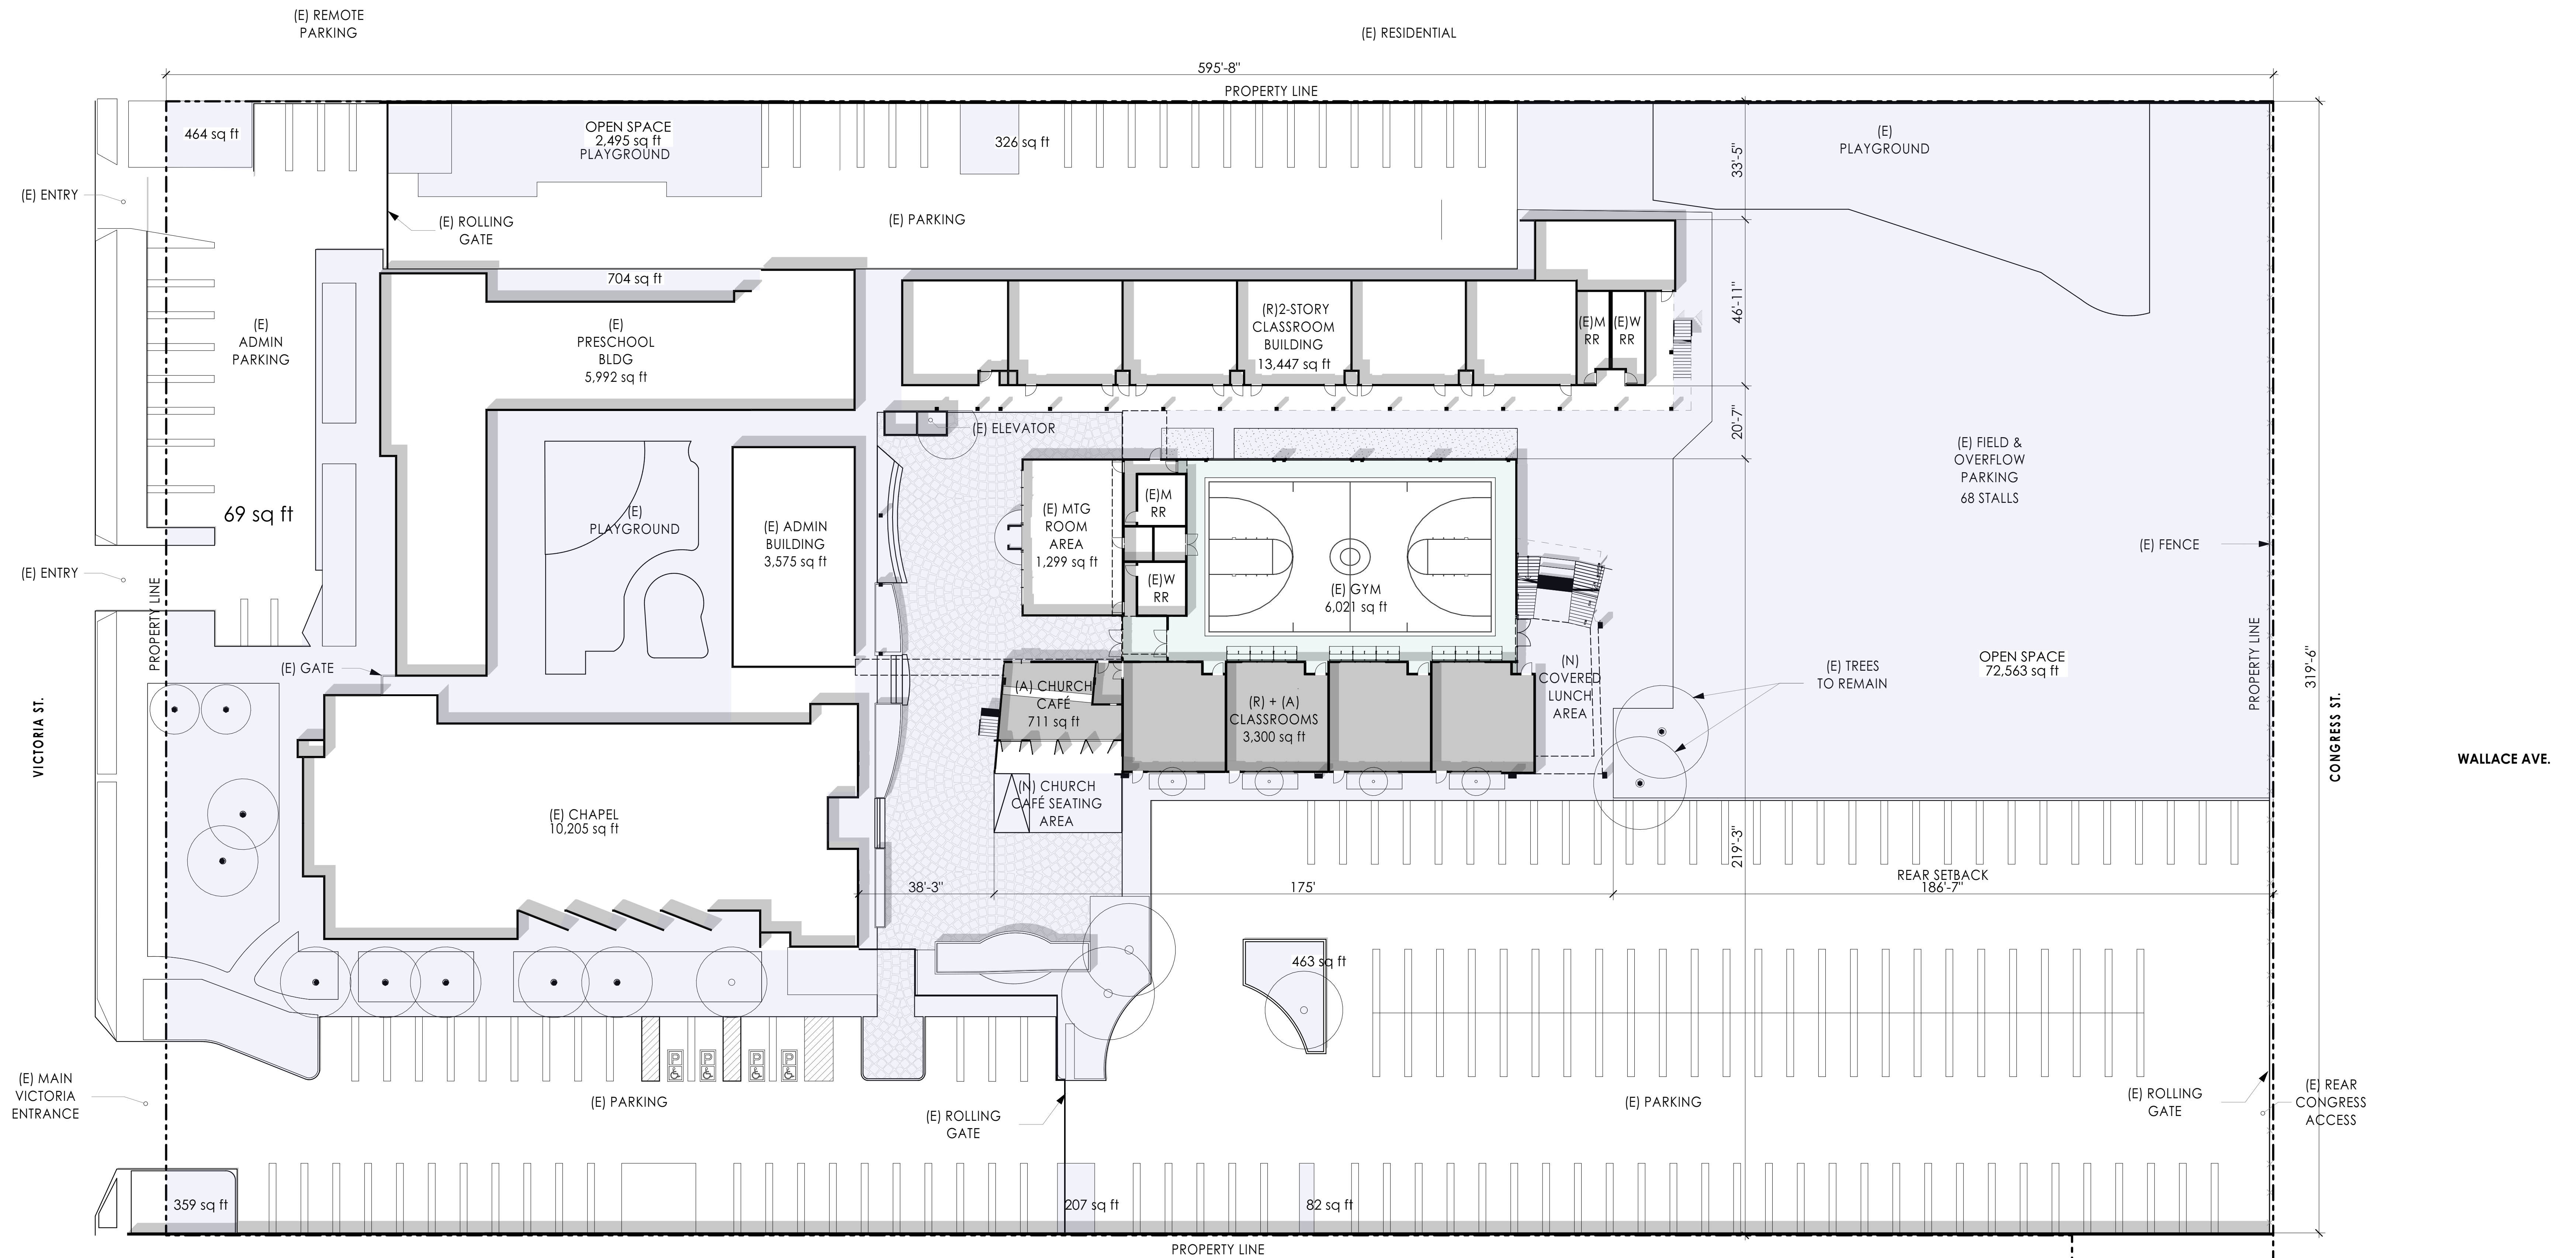 (E) REMOTE
PARKING
(E) RESIDENTIAL
595'-8"
PROPERTY LINE
464 sq ft
OPEN SPACE
2,495 sq ft
PLAYGROUND
326 sq ft
33'-5"
(E)
PLAYGROUND
(E) ENTRY
(E) ROLLING
GATE
(E) PARKING
704 sq ft
46'-11"
(E)
ADMIN
PARKING
(E)
PRESCHOOL
BLDG
5,992 sq ft
(R)2-STORY
CLASSROOM
BUILDING
13,447 sq ft
(E)M
RR
(E)W
RR
20'-7"
(E) ELEVATOR
(E) FIELD &
OVERFLOW
PARKING
68 STALLS
69 sq ft
(E)
PLAYGROUND
(E) ADMIN
BUILDING
3,575 sq ft
(E) MTG
ROOM
AREA
1,299 sq ft
(E)M
RR
(E)W
RR
(E) GYM
6,021 sq ft
(E) FENCE
(E) ENTRY
PROPERTY LINE
(E) GATE
(A) CHURCH
CAFÉ
711 sq ft
(R) + (A)
CLASSROOMS
3,300 sq ft
(N)
COVERED
LUNCH
AREA
(E) TREES
TO REMAIN
OPEN SPACE
72,563 sq ft
PROPERTY LINE
319'-6"
VICTORIA ST.
CONGRESS ST.
WALLACE AVE.
(E) CHAPEL
10,205 sq ft
(N) CHURCH
CAFÉ SEATING
AREA
219'-3"
38'-3"
175'
REAR SETBACK
186'-7"
463 sq ft
P
P
P
P
(E) MAIN
VICTORIA
ENTRANCE
(E) PARKING
(E) ROLLING
GATE
(E) PARKING
(E) ROLLING
GATE
(E) REAR
CONGRESS
ACCESS
359 sq ft
207 sq ft
82 sq ft
PROPERTY LINE